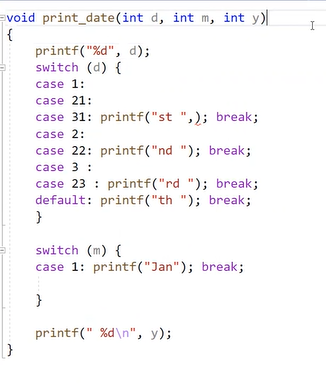 void print_date(int d, int m, int y)
{
printf("%d", d);
switch (d) {
case 1:
case 21:
case 31: printf("st ",); break;
case 2:
case 22: printf("nd "); break;
case 3 :
case 23 : printf("rd "); break;
default: printf("th "); break;
}
switch (m) {
case 1: printf("Jan"); break;
}
printf(" %d\n", y);
}